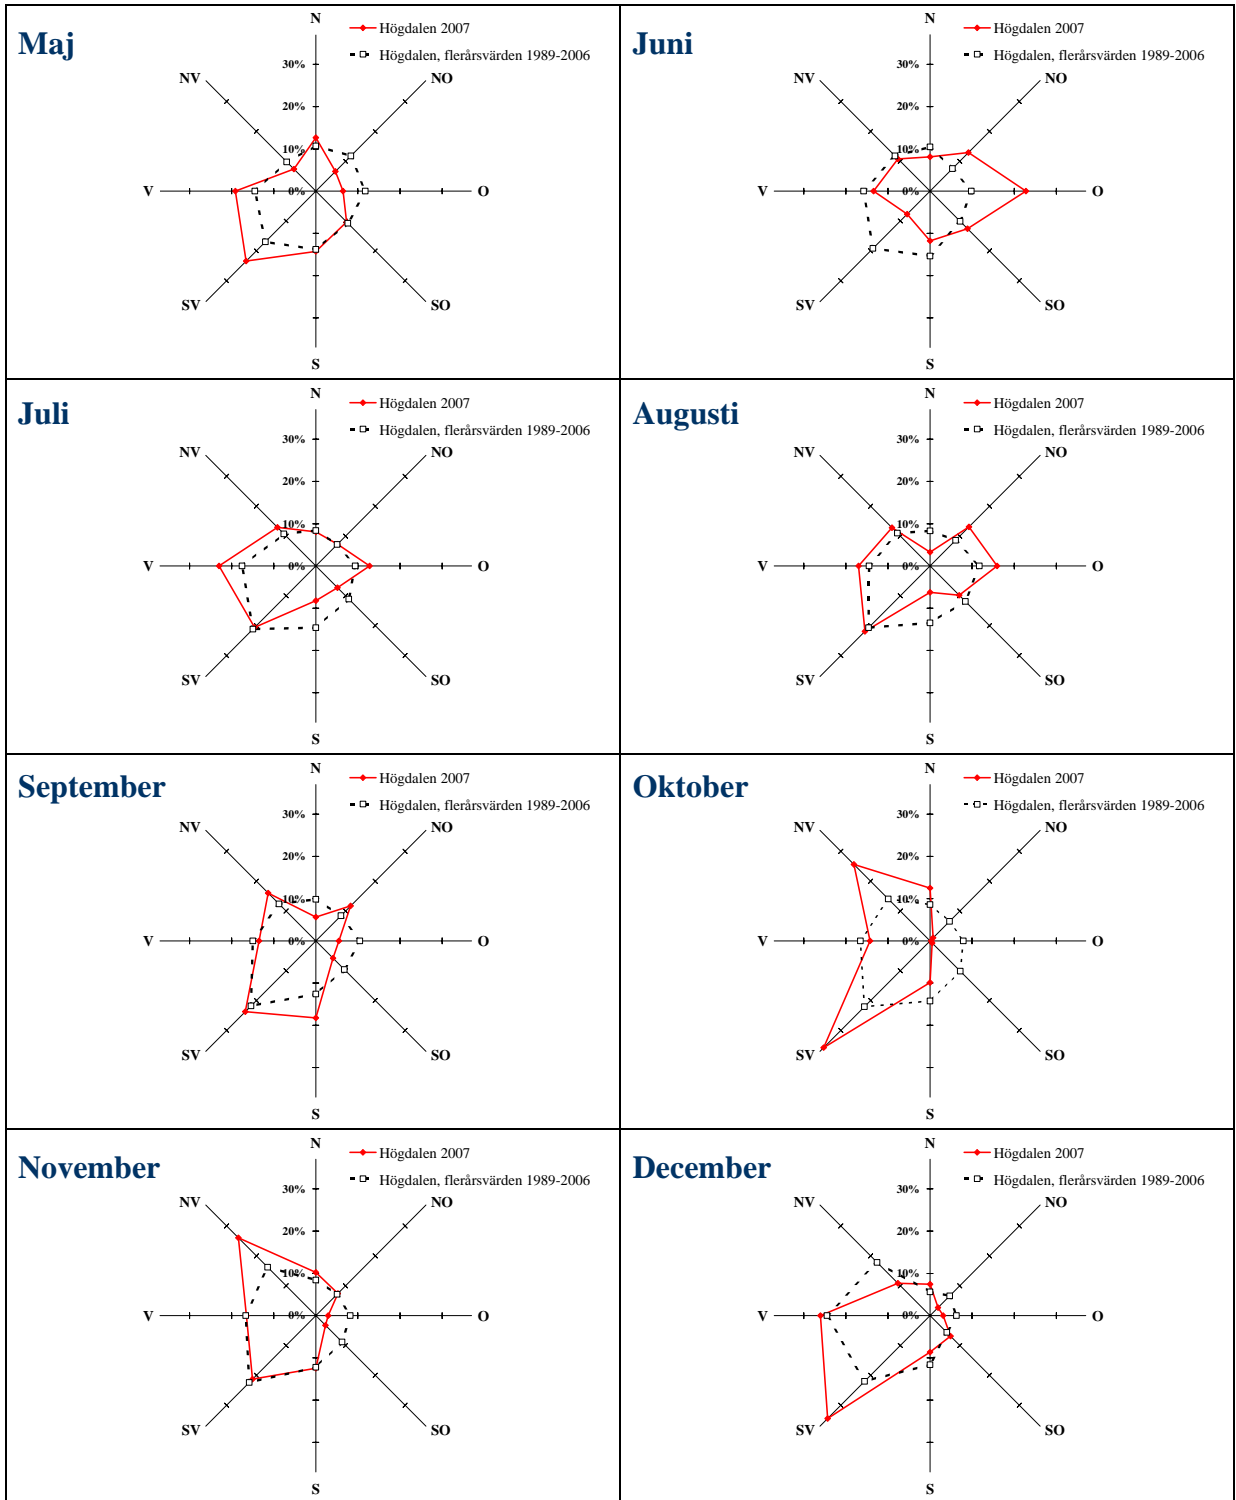 Maj
N
Högdalen 2007
Högdalen, flerårsvärden 1989-2006
30%
NV
NO
20%
10%
V
0%
O
SV
SO
S
Juni
N
Högdalen 2007
Högdalen, flerårsvärden 1989-2006
30%
NV
NO
20%
10%
V
0%
O
SV
SO
S
Juli
N
Högdalen 2007
Högdalen, flerårsvärden 1989-2006
30%
NV
NO
20%
10%
V
0%
O
SV
SO
S
Augusti
N
Högdalen 2007
Högdalen, flerårsvärden 1989-2006
30%
NV
NO
20%
10%
V
0%
O
SV
SO
S
September
N
Högdalen 2007
Högdalen, flerårsvärden 1989-2006
30%
NV
NO
20%
10%
V
0%
O
SV
SO
S
Oktober
N
Högdalen 2007
Högdalen, flerårsvärden 1989-2006
30%
NV
NO
20%
10%
V
0%
O
SV
SO
S
November
N
Högdalen 2007
Högdalen, flerårsvärden 1989-2006
30%
NV
NO
20%
10%
V
0%
O
SV
SO
S
December
N
Högdalen 2007
Högdalen, flerårsvärden 1989-2006
30%
NV
NO
20%
10%
V
0%
O
SV
SO
S